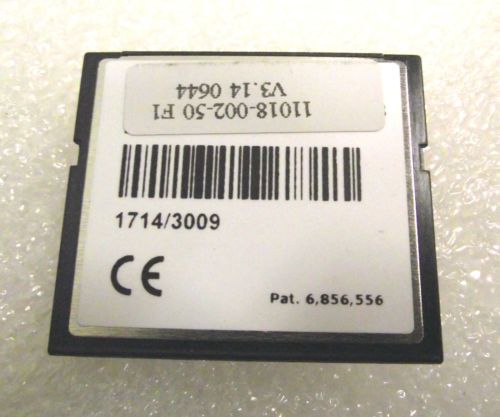 11018-002-50 F1
V3.14 0644
1714/3009
CE
Pat. 6,856,556